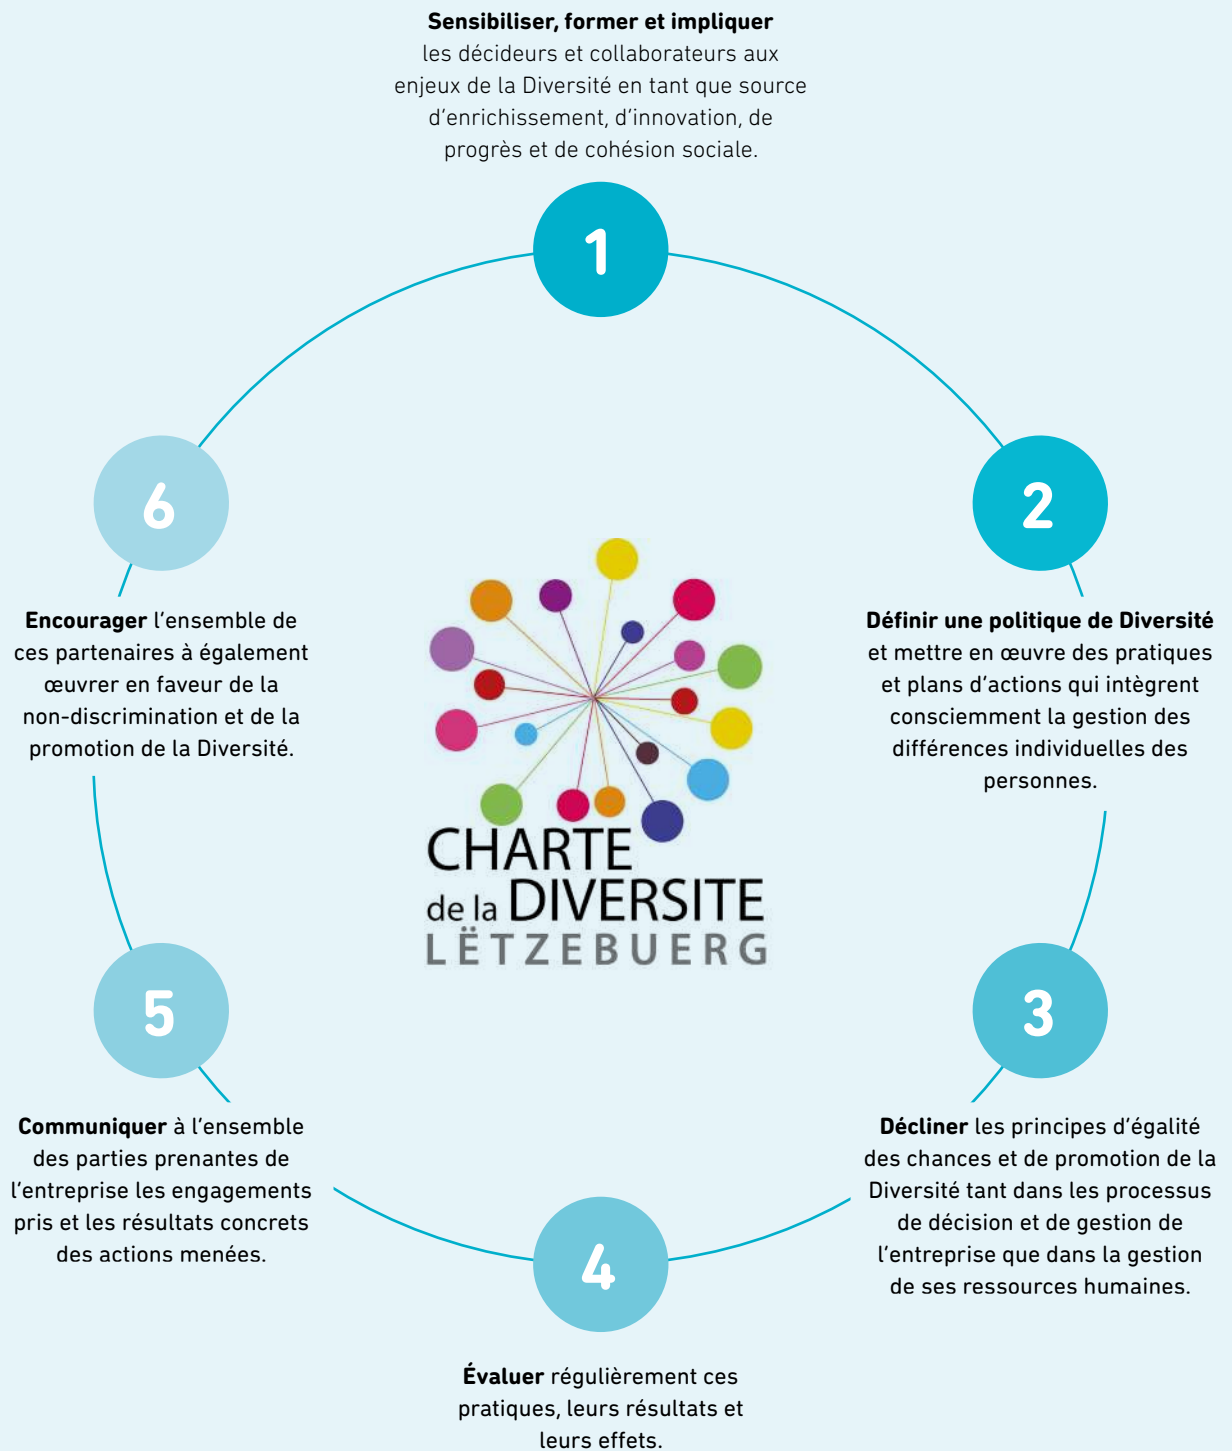 Sensibiliser, former et impliquer
les décideurs et collaborateurs aux
enjeux de la Diversité en tant que source
d'enrichissement, d'innovation, de
progrès et de cohésion sociale.
1
2
Définir une politique de Diversité
et mettre en œuvre des pratiques
et plans d'actions qui intègrent
consciemment la gestion des
différences individuelles des
personnes.
3
Décliner les principes d'égalité
des chances et de promotion de la
Diversité tant dans les processus
de décision et de gestion de
l'entreprise que dans la gestion
de ses ressources humaines.
4
Évaluer régulièrement ces
pratiques, leurs résultats et
leurs effets.
5
Communiquer à l'ensemble
des parties prenantes de
l'entreprise les engagements
pris et les résultats concrets
des actions menées.
6
Encourager l'ensemble de
ces partenaires à également
œuvrer en faveur de la
non-discrimination et de la
promotion de la Diversité.
CHARTE
de la DIVERSITE
LËTZEBUERG